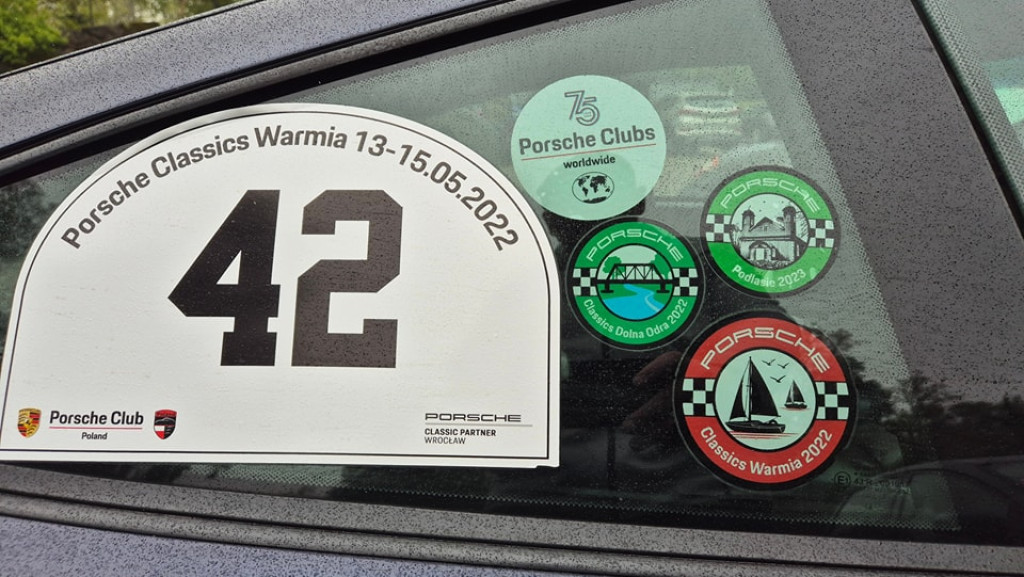 Porsche Classics Warmia 13-15.05.2022
42
Porsche Club
Poland
PORSCHE
CLASSIC PARTNER
WROCŁAW
75
Porsche Clubs
worldwide
PORSCHE
Podlasie 2023
PORSCHE
Classics Dolna Odra 2022
PORSCHE
Classics Warmia 2022